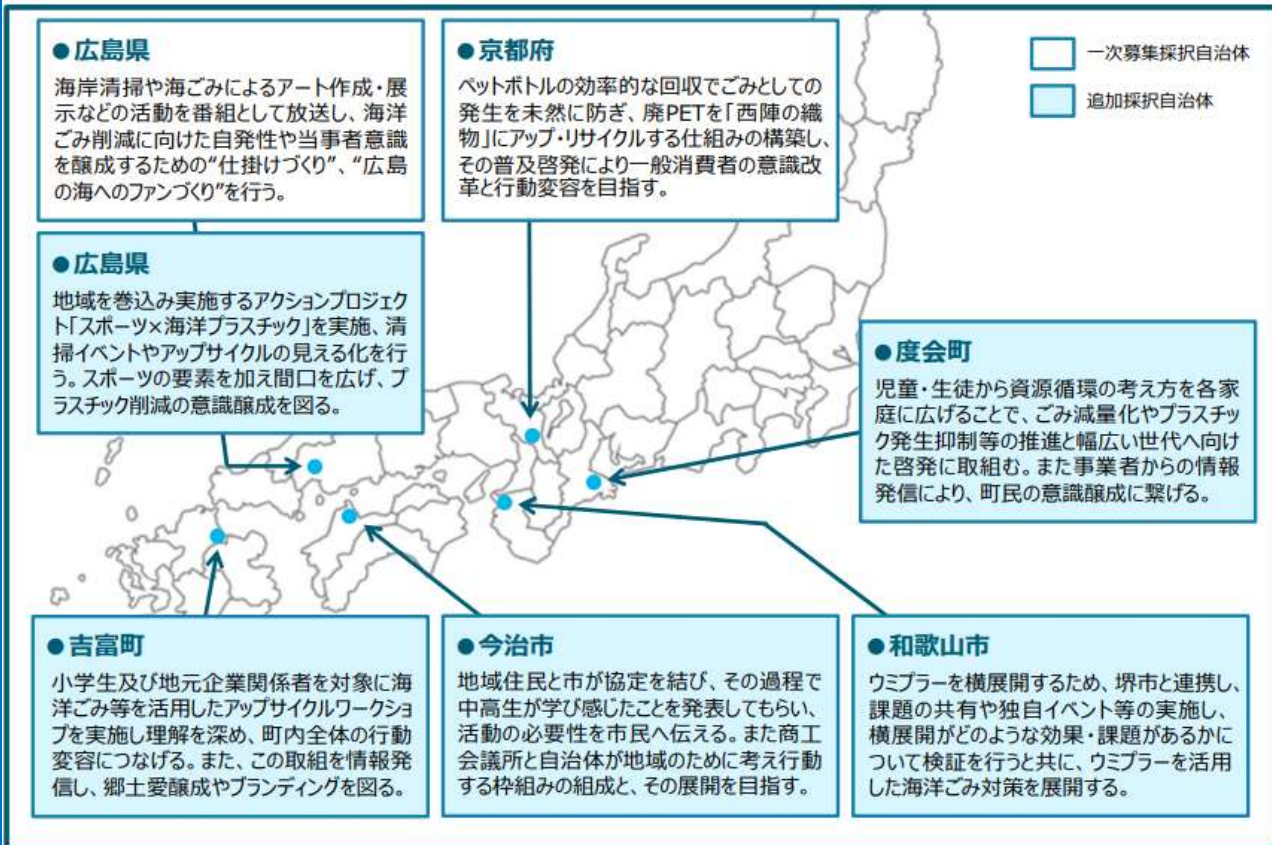 ●広島県
海岸清掃や海ごみによるアート作成・展
示などの活動を番組として放送し、海洋
ごみ削減に向けた自発性や当事者意識
を醸成するための“仕掛けづくり”、“広島
の海へのファンづくり”を行う。
●京都府
ペットボトルの効率的な回収でごみとしての
発生を未然に防ぎ、廃PETを「西陣の織
物」にアップ・リサイクルする仕組みの構築し、
その普及啓発により一般消費者の意識改
革と行動変容を目指す。
一次募集採択自治体
追加採択自治体
●広島県
地域を巻込み実施するアクションプロジェク
ト「スポーツ×海洋プラスチック」を実施、清
掃イベントやアップサイクルの見える化を行
う。スポーツの要素を加え間口を広げ、プ
ラスチック削減の意識醸成を図る。
●度会町
児童・生徒から資源循環の考え方を各家
庭に広げることで、ごみ減量化やプラスチッ
ク発生抑制等の推進と幅広い世代へ向け
た啓発に取組む。また事業者からの情報
発信により、町民の意識醸成に繋げる。
●吉富町
小学生及び地元企業関係者を対象に海
洋ごみ等を活用したアップサイクルワークショ
プを実施し理解を深め、町内全体の行動
変容につなげる。また、この取組を情報発
信し、郷土愛醸成やブランディングを図る。
●今治市
地域住民と市が協定を結び、その過程で
中高生が学び感じたことを発表してもらい、
活動の必要性を市民へ伝える。また商工
会議所と自治体が地域のために考え行動
する枠組みの組成と、その展開を目指す。
●和歌山市
ウミプラーを横展開するため、堺市と連携し、
課題の共有や独自イベント等の実施し、
横展開がどのような効果・課題があるかに
ついて検証を行うと共に、ウミプラーを活用
した海洋ごみ対策を展開する。